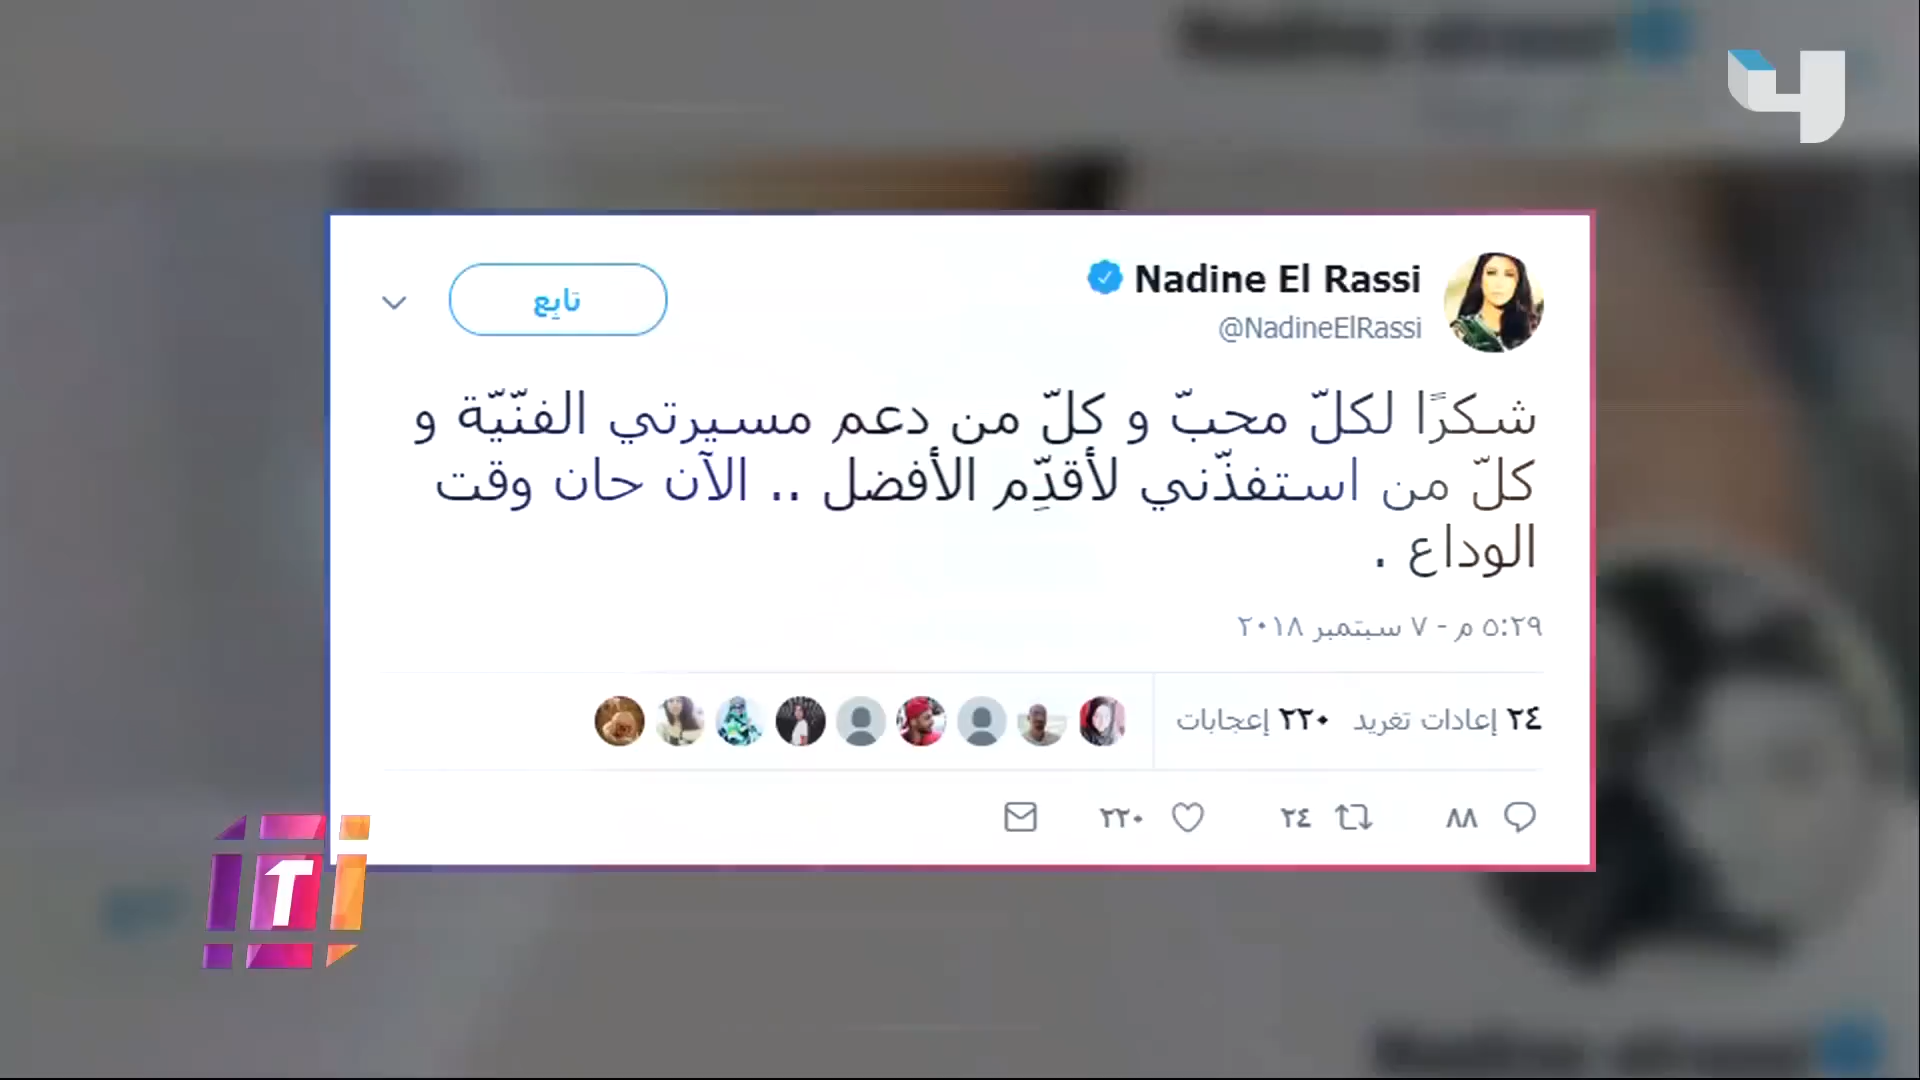 Nadine El Rassi
@NadineElRassi
تابِع
شكرًا لكلّ محبّ و كلّ من دعم مسيرتي الفنّيّة و
كلّ من استفذّني لأقدِّم الأفضل .. الآن حان وقت
الوداع .
٥:٢٩ م - ٧ سبتمبر ٢٠١٨
٢٤ إعادات تغريد ٢٢٠ إعجابات
٨٨ ٢٤ ٢٢٠